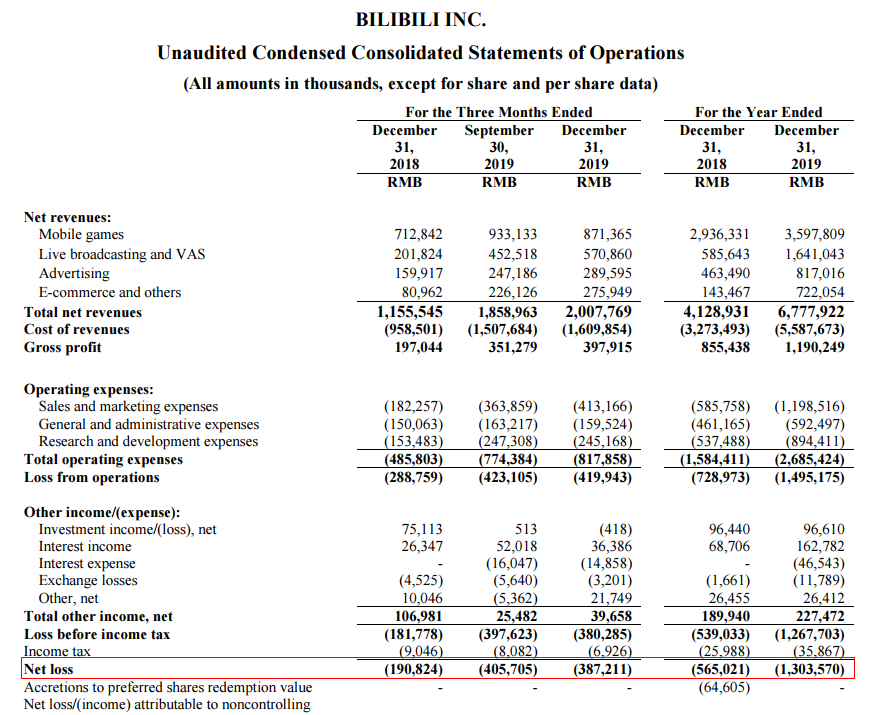 BILIBILI INC.
Unaudited Condensed Consolidated Statements of Operations
(All amounts in thousands, except for share and per share data)
For the Three Months Ended For the Year Ended
December September December December December
31, 30, 31, 31, 31,
2018 2019 2019 2018 2019
RMB RMB RMB RMB RMB
Net revenues:
Mobile games 712,842 933,133 871,365 2,936,331 3,597,809
Live broadcasting and VAS 201,824 452,518 570,860 585,643 1,641,043
Advertising 159,917 247,186 289,595 463,490 817,016
E-commerce and others 80,962 226,126 275,949 143,467 722,054
Total net revenues 1,155,545 1,858,963 2,007,769 4,128,931 6,777,922
Cost of revenues (958,501) (1,507,684) (1,609,854) (3,273,493) (5,587,673)
Gross profit 197,044 351,279 397,915 855,438 1,190,249
Operating expenses:
Sales and marketing expenses (182,257) (363,859) (413,166) (585,758) (1,198,516)
General and administrative expenses (150,063) (163,217) (159,524) (461,165) (592,497)
Research and development expenses (153,483) (247,308) (245,168) (537,488) (894,411)
Total operating expenses (485,803) (774,384) (817,858) (1,584,411) (2,685,424)
Loss from operations (288,759) (423,105) (419,943) (728,973) (1,495,175)
Other income/(expense):
Investment income/(loss), net 75,113 513 (418) 96,440 96,610
Interest income 26,347 52,018 36,386 68,706 162,782
Interest expense - (16,047) (14,858) - (46,543)
Exchange losses (4,525) (5,640) (3,201) (1,661) (11,789)
Other, net 10,046 (5,362) 21,749 26,455 26,412
Total other income, net 106,981 25,482 39,658 189,940 227,472
Loss before income tax (181,778) (397,623) (380,285) (539,033) (1,267,703)
Income tax (9,046) (8,082) (6,926) (25,988) (35,867)
Net loss (190,824) (405,705) (387,211) (565,021) (1,303,570)
Accretions to preferred shares redemption value - - - (64,605) -
Net loss/(income) attributable to noncontrolling